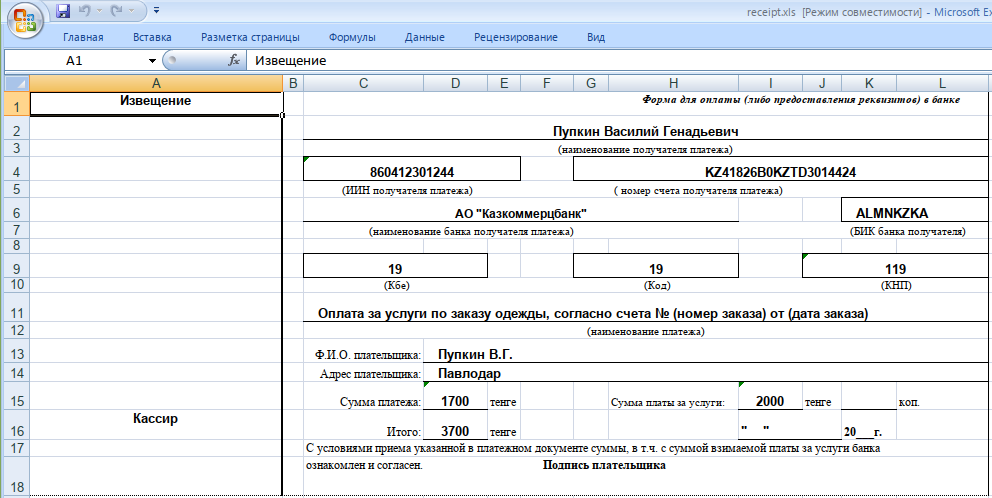 receipt.xls [Режим совместимости] - Microsoft Ex
Главная Вставка Разметка страницы Формулы Данные Рецензирование Вид
A1 fx Извещение
A B C D E F G H I J K L
1 Извещение Форма для оплаты (либо предоставления реквизитов) в банке
2 Пупкин Василий Генадьевич
3 (наименование получателя платежа)
4 860412301244 KZ41826B0KZTD3014424
5 (ИИН получателя платежа) ( номер счета получателя платежа)
6 АО "Казкоммерцбанк" ALMNKZKA
7 (наименование банка получателя платежа) (БИК банка получателя)
8
9 19 19 119
10 (Кбе) (Код) (КНП)
11 Оплата за услуги по заказу одежды, согласно счета № (номер заказа) от (дата заказа)
12 (наименование платежа)
13 Ф.И.О. плательщика: Пупкин В.Г.
14 Адрес плательщика: Павлодар
15 Сумма платежа: 1700 тенге Сумма платы за услуги: 2000 тенге коп.
16 Кассир Итого: 3700 тенге " " 20___г.
17 С условиями приема указанной в платежном документе суммы, в т.ч. с суммой взимаемой платы за услуги банка
18 ознакомлен и согласен. Подпись плательщика